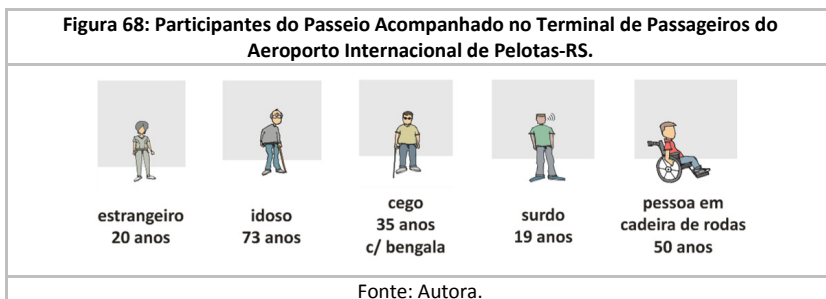 Figura 68: Participantes do Passeio Acompanhado no Terminal de Passageiros do
Aeroporto Internacional de Pelotas-RS.
estrangeiro
20 anos
idoso
73 anos
cego
35 anos
c/ bengala
surdo
19 anos
pessoa em
cadeira de rodas
50 anos
Fonte: Autora.